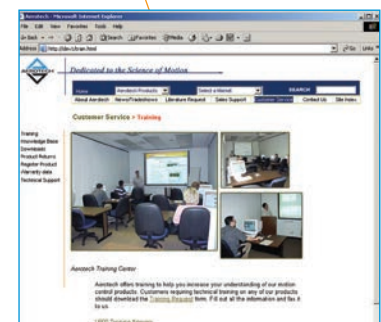 Aerotech - Microsoft Internet Explorer
File Edit View Favorites Tools Help
Back Search Favorites Media
Address http://dev1/train.html Go Links
AEROTECH
Dedicated to the Science of Motion
Home Aerotech Products Select a Market SEARCH
About Aerotech News/Tradeshows Literature Request Sales Support Customer Service Contact Us Site Index
Customer Service > Training
Training
Knowledge Base
Downloads
Product Returns
Register Product
Warranty data
Technical Support
Aerotech Training Center
Aerotech offers training to help you increase your understanding of our motion
control products. Customers requiring technical training on any of our products
should download the Training Request form. Fill out all the information and fax it
to us.